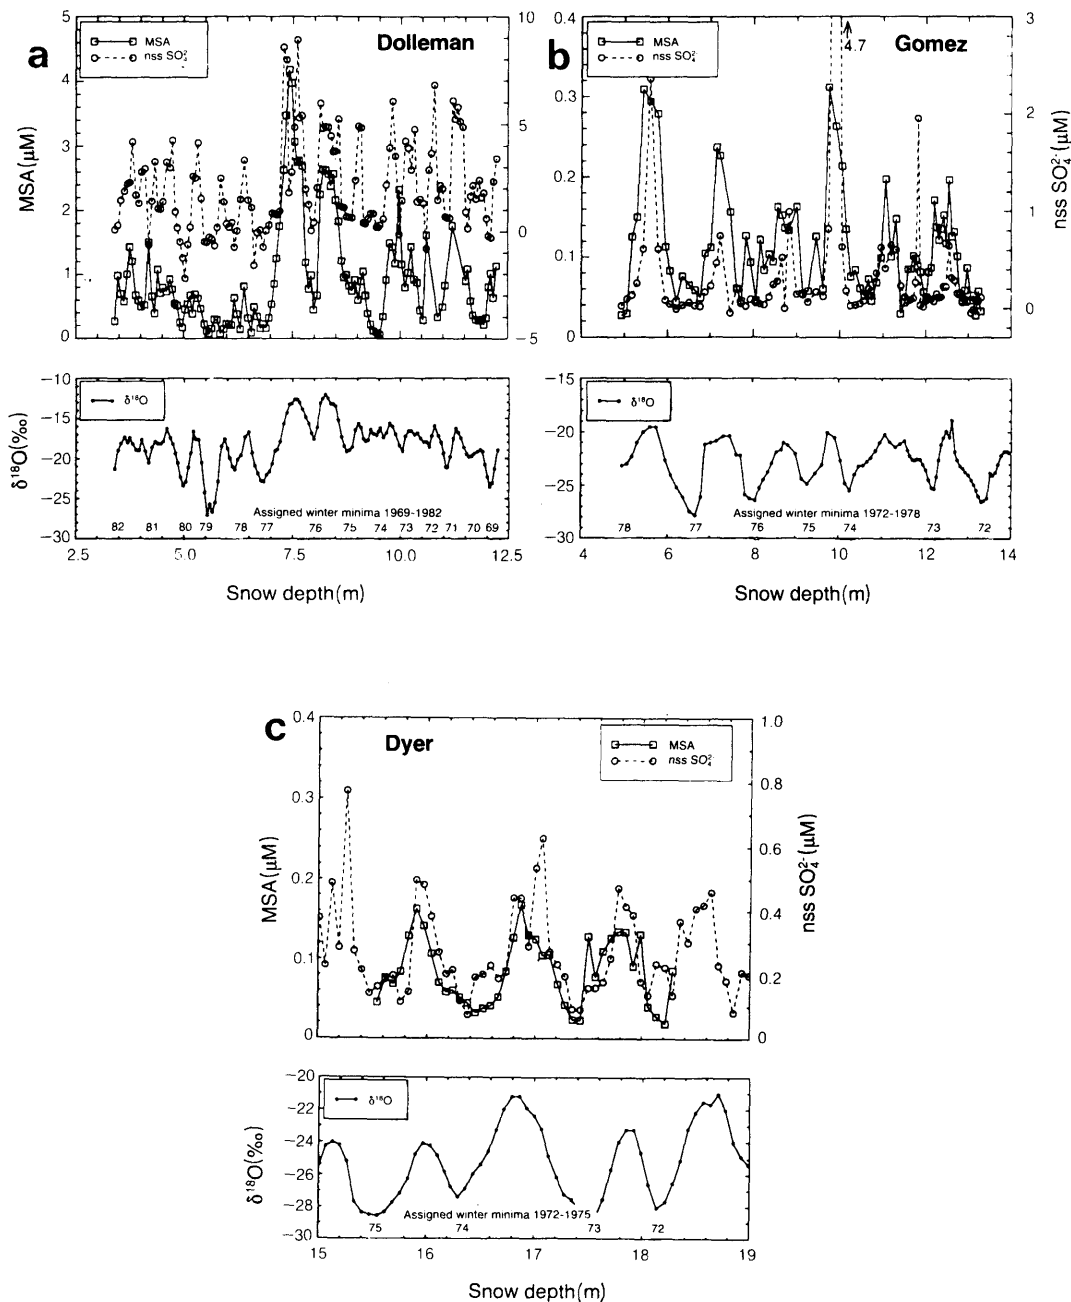 a
Dolleman
MSA
nss SO₄²⁻
MSA(μM)
5
4
3
2
1
0
10
5
0
−5
δ¹⁸O
δ¹⁸O(‰)
−10
−15
−20
−25
−30
Assigned winter minima 1969-1982
82 81 80 79 78 77 76 75 74 73 72 71 70 69
2.5 5.0 7.5 10.0 12.5
Snow depth(m)
b
Gomez
MSA
nss SO₄²⁻
4.7
0.4
0.3
0.2
0.1
0
3
2
1
0
nss SO₄²⁻(μM)
δ¹⁸O
−15
−20
−25
−30
Assigned winter minima 1972-1978
78 77 76 75 74 73 72
4 6 8 10 12 14
Snow depth(m)
c
Dyer
MSA
nss SO₄²⁻
MSA(μM)
0.4
0.3
0.2
0.1
0
1.0
0.8
0.6
0.4
0.2
0
nss SO₄²⁻(μM)
δ¹⁸O
δ¹⁸O(‰)
−20
−22
−24
−26
−28
−30
Assigned winter minima 1972-1975
75 74 73 72
15 16 17 18 19
Snow depth(m)